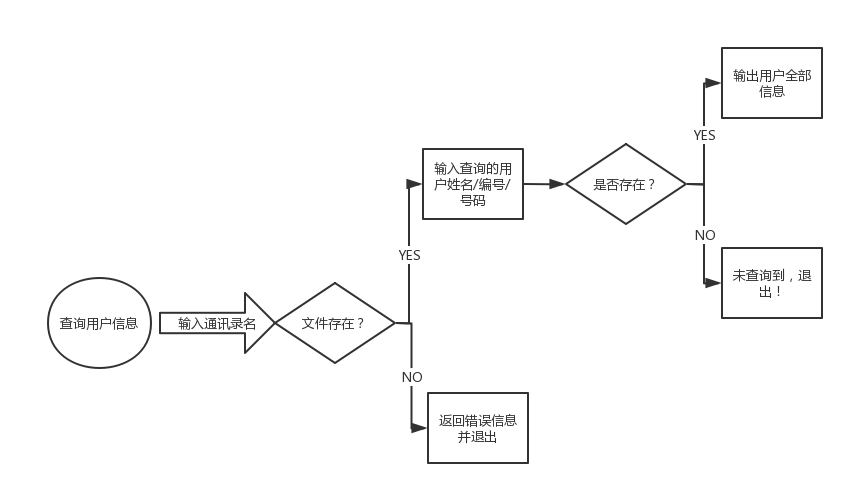 查询用户信息
输入通讯录名
文件存在？
YES
输入查询的用
户姓名/编号/
号码
是否存在？
YES
输出用户全部
信息
NO
未查询到，退
出！
NO
返回错误信息
并退出